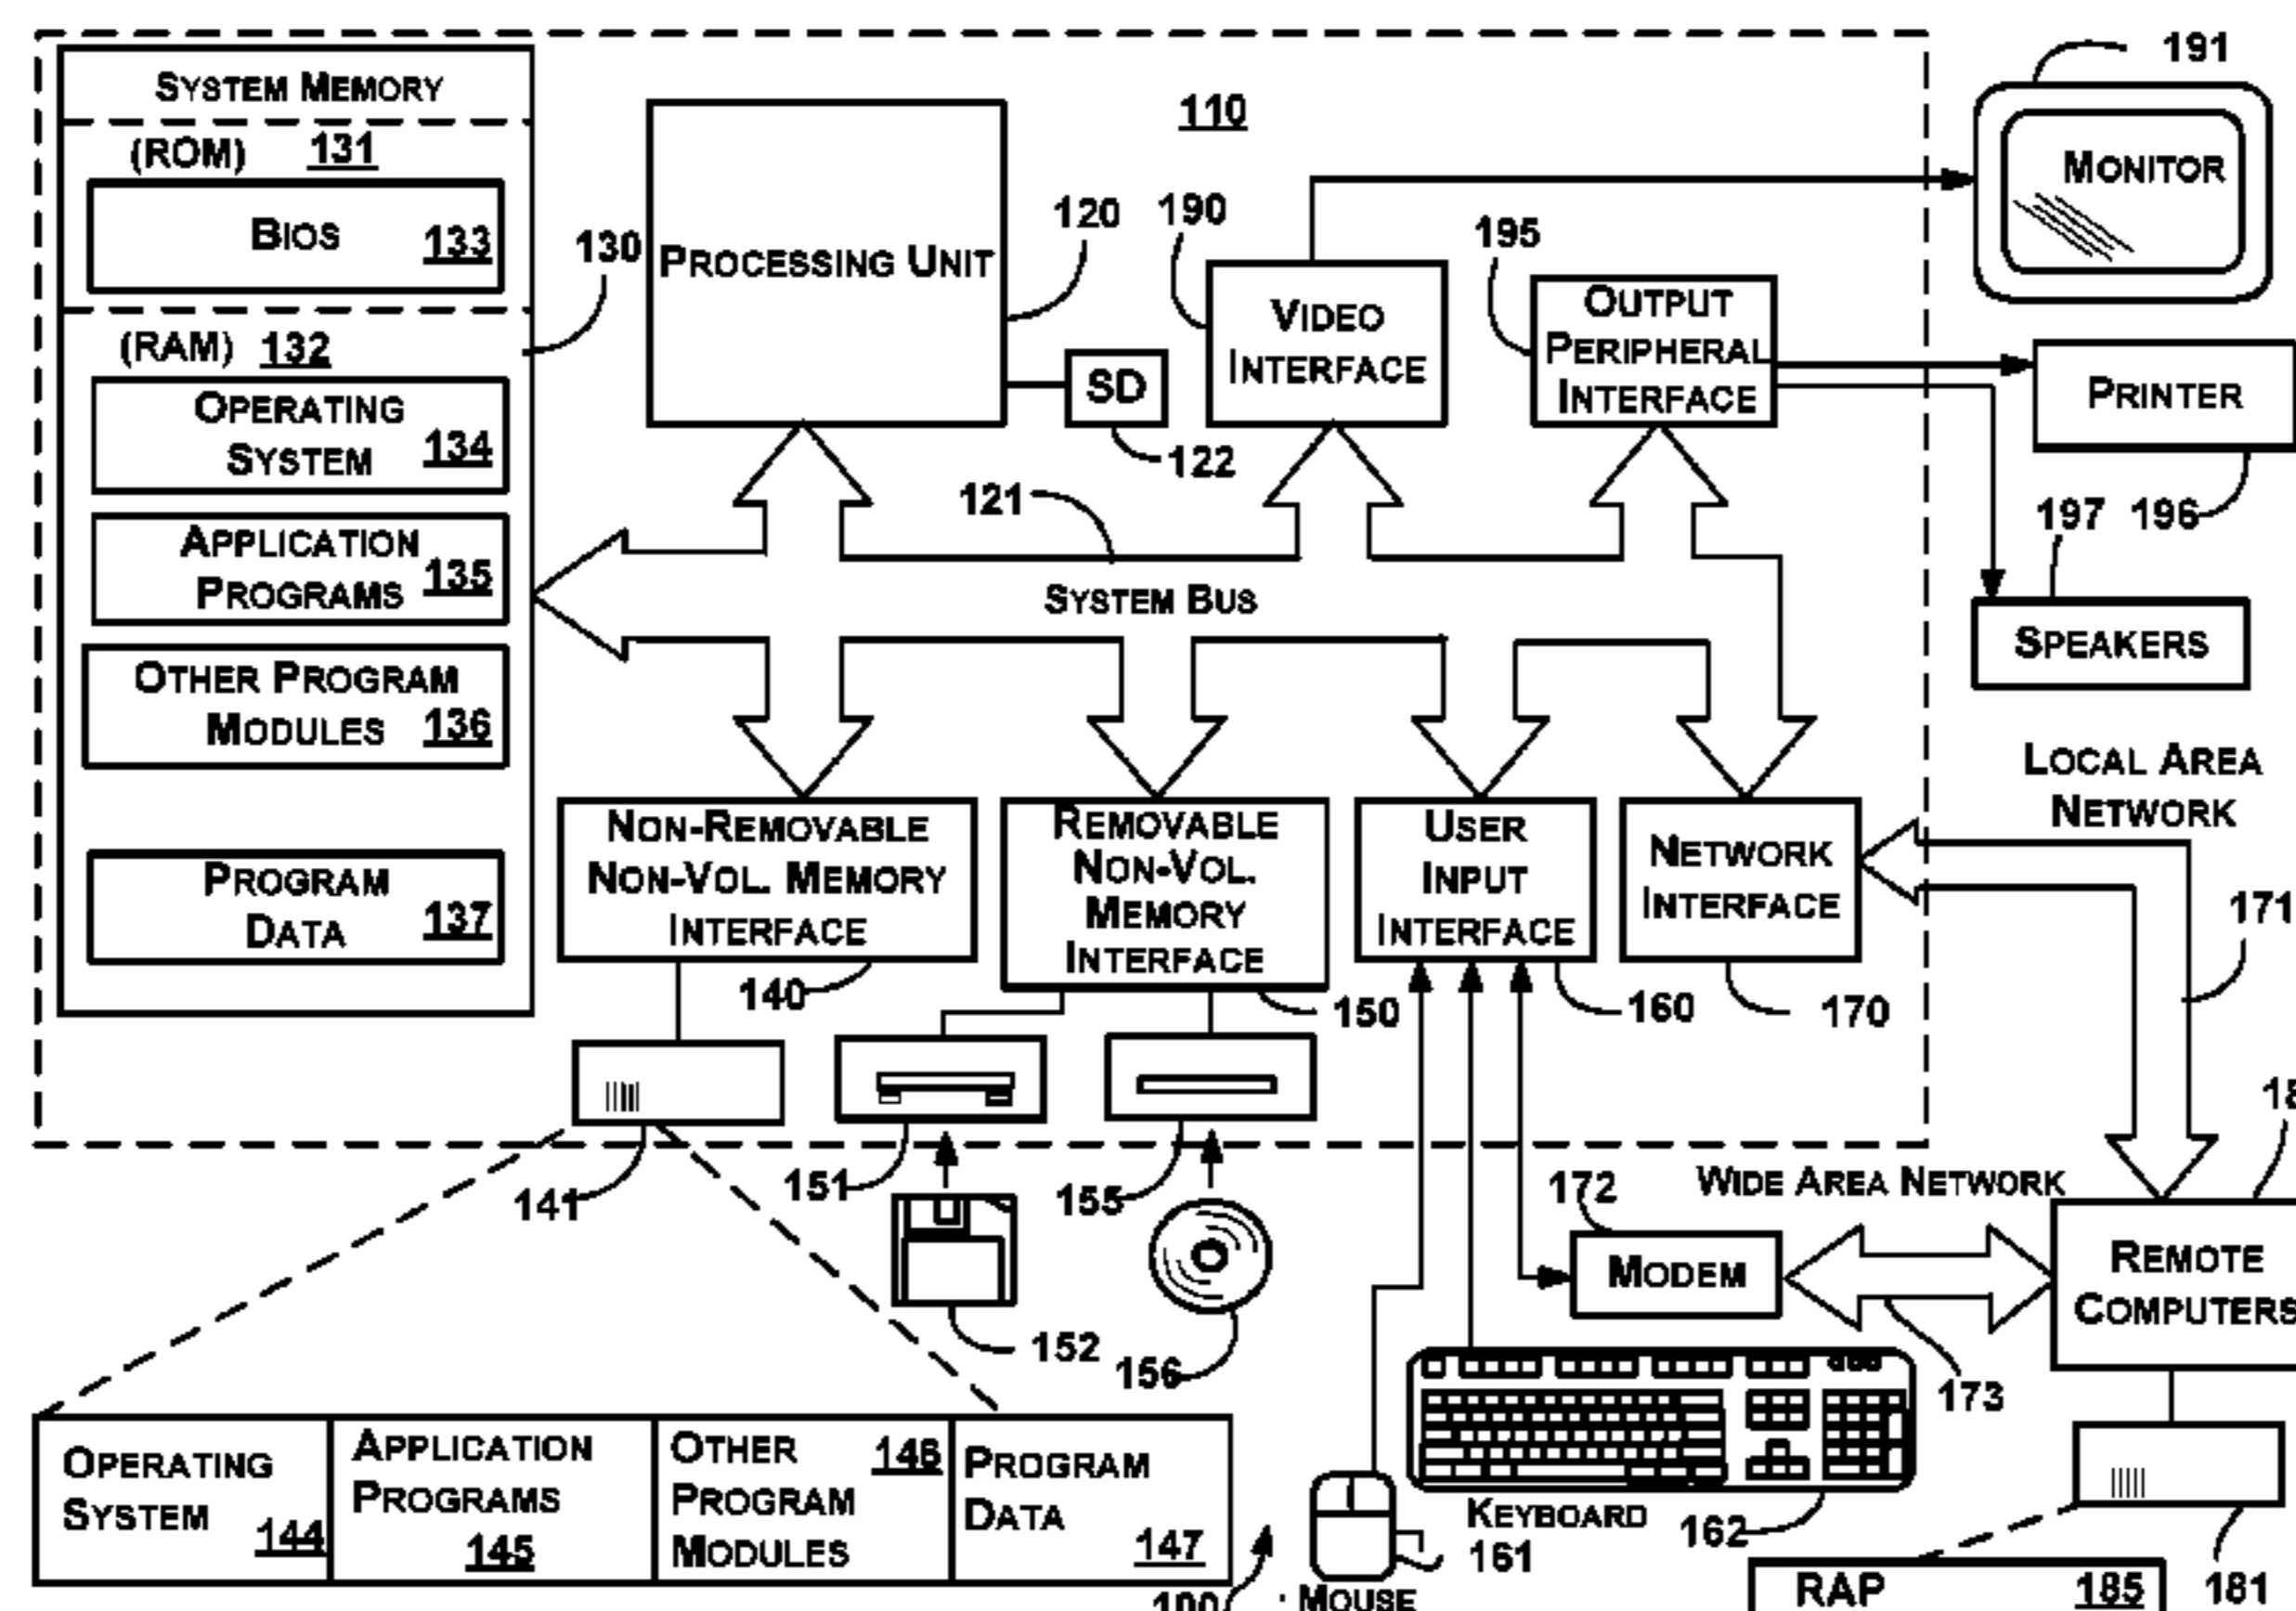 SYSTEM MEMORY
(ROM) 131
BIOS 133
(RAM) 132
OPERATING
SYSTEM 134
APPLICATION
PROGRAMS 135
OTHER PROGRAM
MODULES 136
PROGRAM
DATA 137
130
PROCESSING UNIT
120
SD
122
110
190
VIDEO
INTERFACE
195
OUTPUT
PERIPHERAL
INTERFACE
191
MONITOR
PRINTER
197 196
SPEAKERS
121
SYSTEM BUS
NON-REMOVABLE
NON-VOL. MEMORY
INTERFACE
140
REMOVABLE
NON-VOL.
MEMORY
INTERFACE
150
USER
INPUT
INTERFACE
160
NETWORK
INTERFACE
170
LOCAL AREA
NETWORK
171
141
151
155
152
156
172
WIDE AREA NETWORK
MODEM
173
REMOTE
COMPUTERS
OPERATING
SYSTEM 144
APPLICATION
PROGRAMS
145
OTHER 146
PROGRAM
MODULES
PROGRAM
DATA
147
100
MOUSE
KEYBOARD
161
162
181
RAP 185